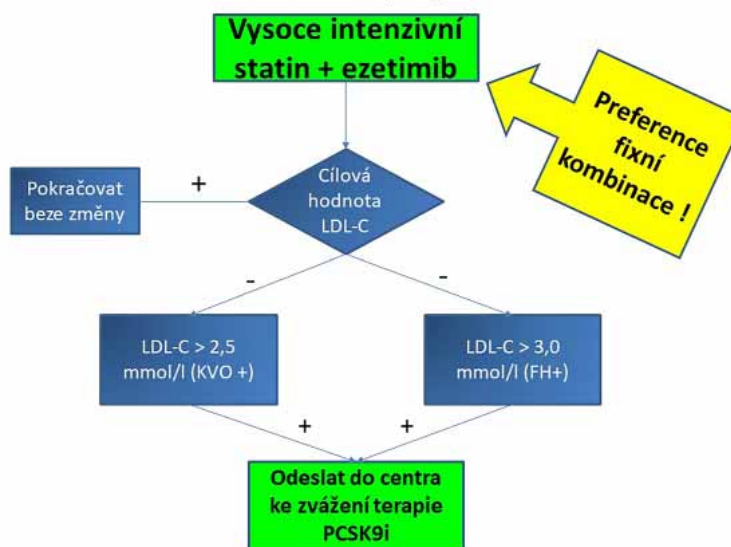 Vysoce intenzivní
statin + ezetimib
Preference
fixní
kombinace !
Pokračovat
beze změny
+
Cílová
hodnota
LDL-C
-
-
LDL-C > 2,5
mmol/l (KVO +)
LDL-C > 3,0
mmol/l (FH+)
+
+
Odeslat do centra
ke zvážení terapie
PCSK9i